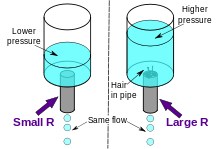 Lower
pressure
Higher
pressure
Hair
in pipe
Small R
Same flow
Large R